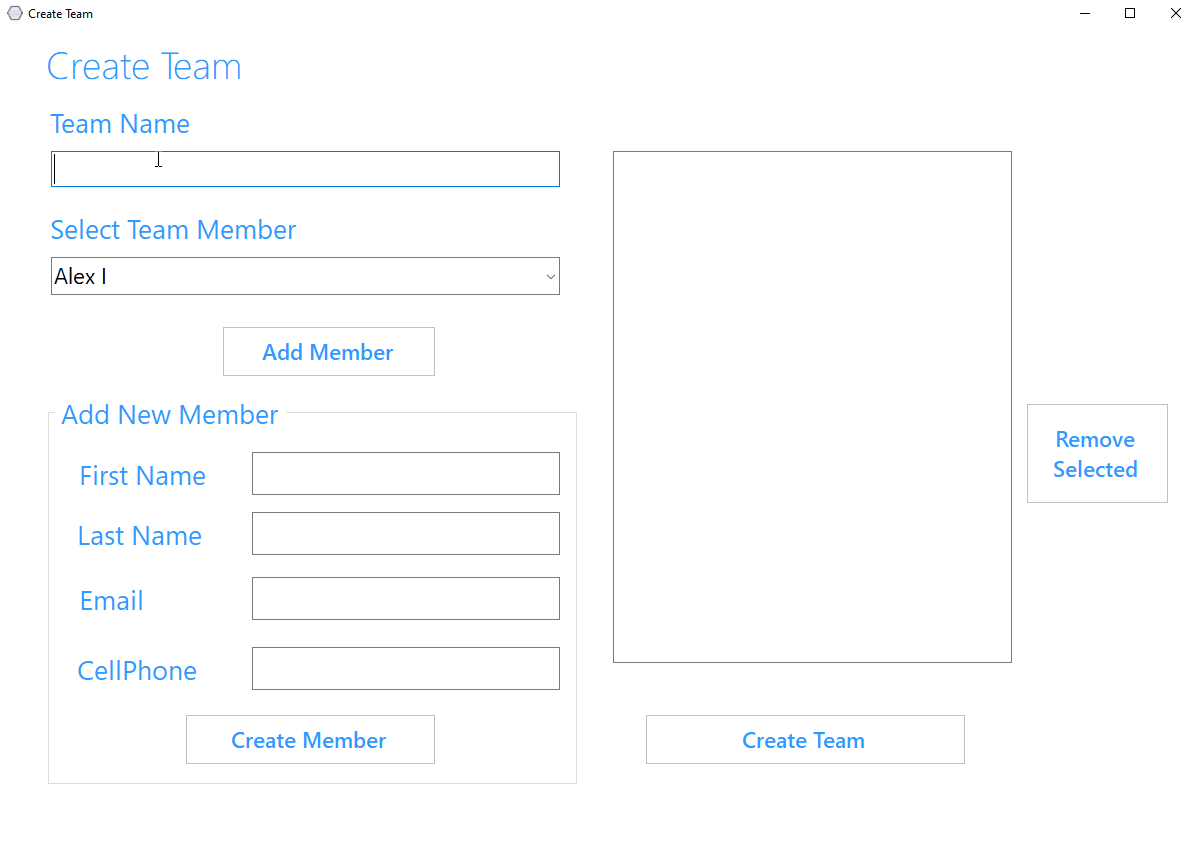 Create Team
Create Team
Team Name
Select Team Member
Alex I
Add Member
Add New Member
First Name
Last Name
Email
CellPhone
Create Member
Remove
Selected
Create Team